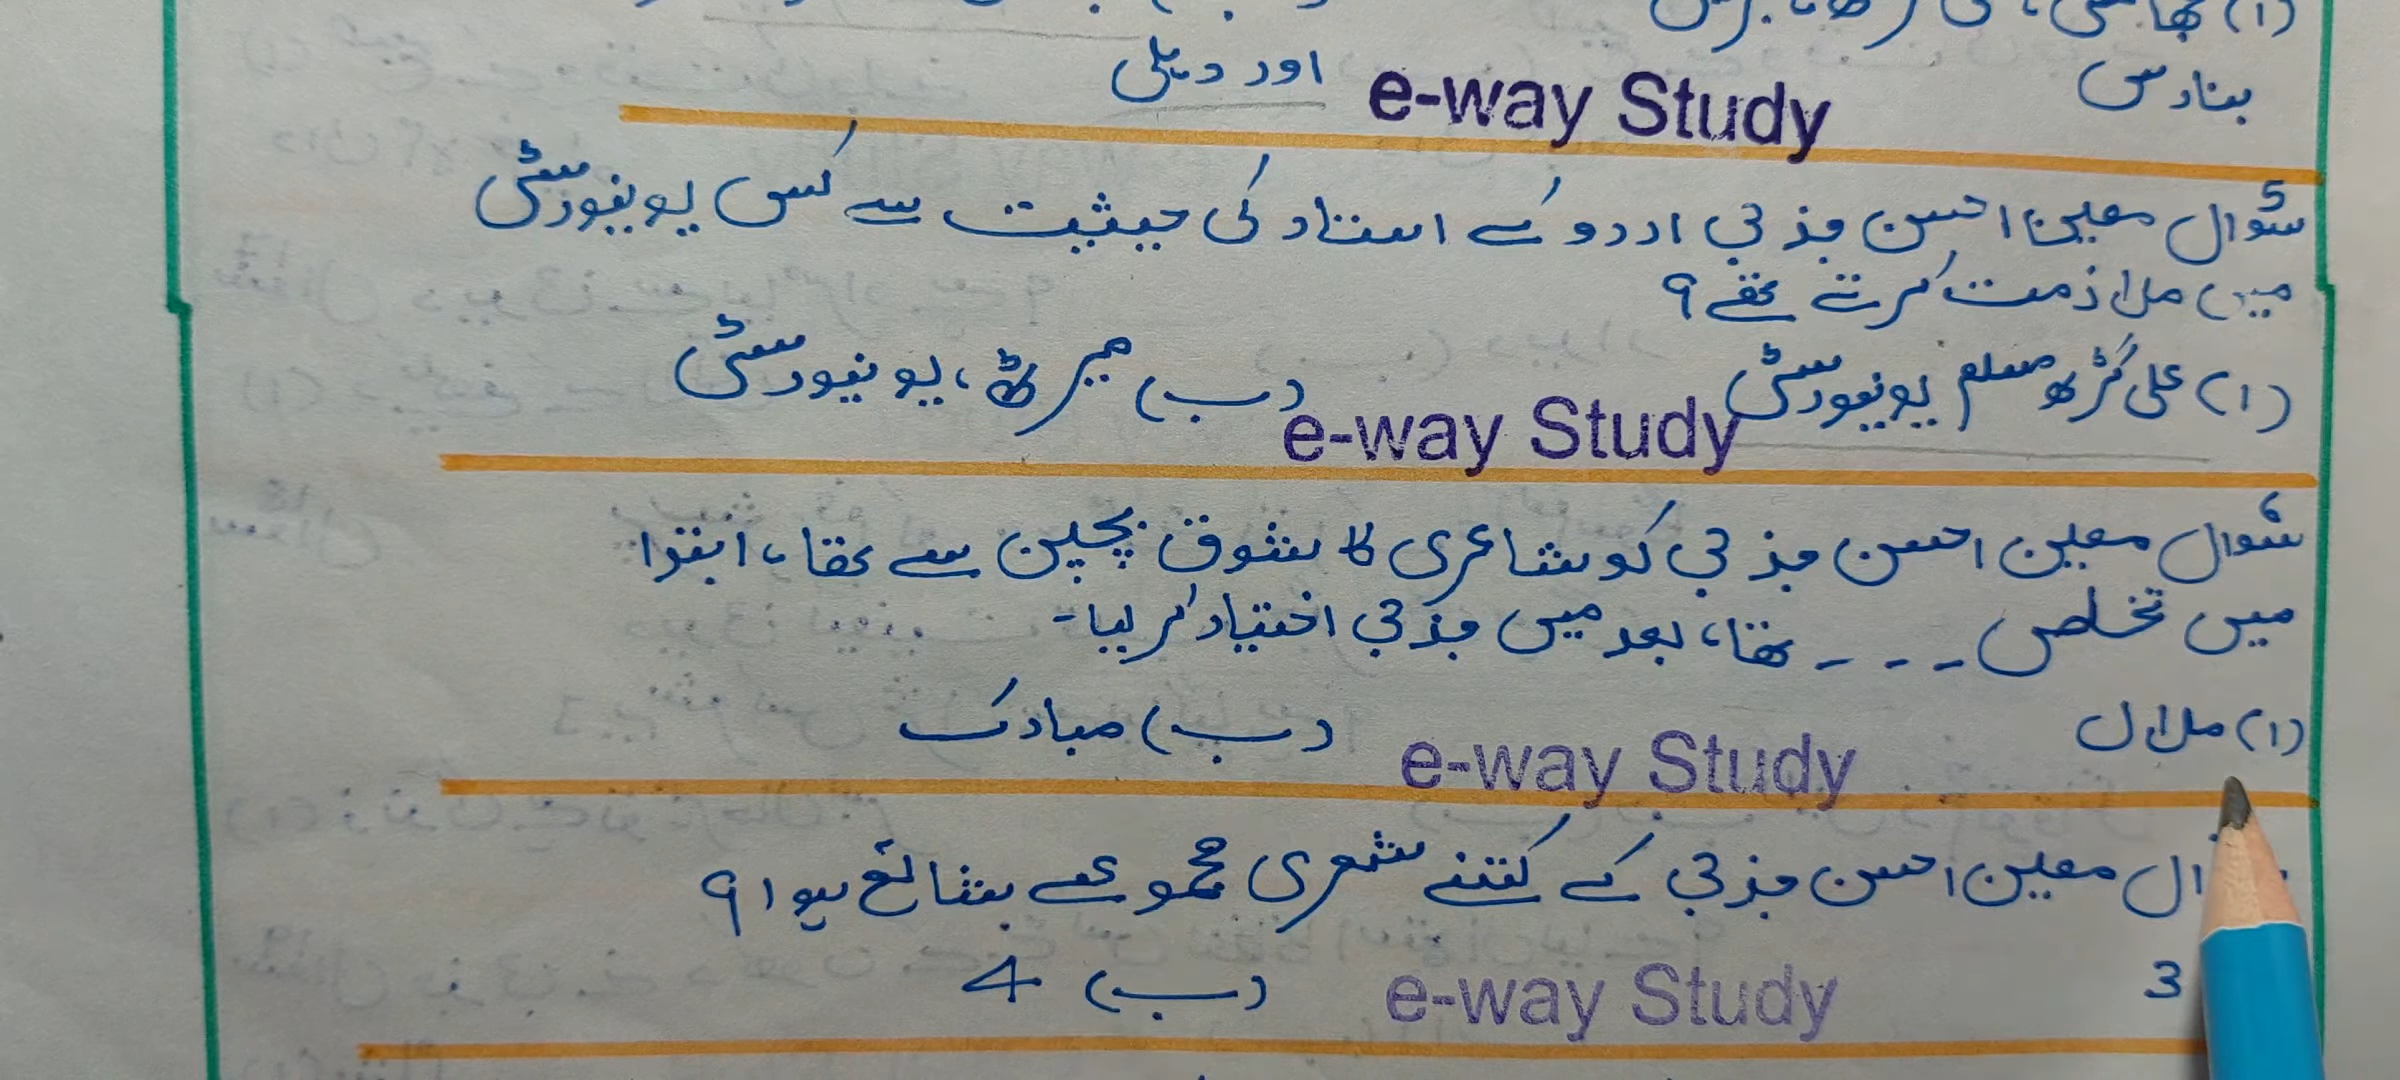 بنارس
اور دہلی
e-way Study
سوال 5 معین احسن جذبی اردو کے استاد کی حیثیت سے کس یونیورسٹی
میں ملازمت کرتے تھے؟
(ا) علی گڑھ مسلم یونیورسٹی (ب) میرٹھ، یونیورسٹی
e-way Study
سوال 6 معین احسن جذبی کو شاعری کا شوق بچپن سے تھا، ابتدا
میں تخلص - - - تھا، بعد میں جذبی اختیار کر لیا۔
(ا) ملال (ب) مبارک
e-way Study
معین احسن جذبی کے کتنے شعری مجموعے شائع ہوا؟
3 (ب) 4
e-way Study